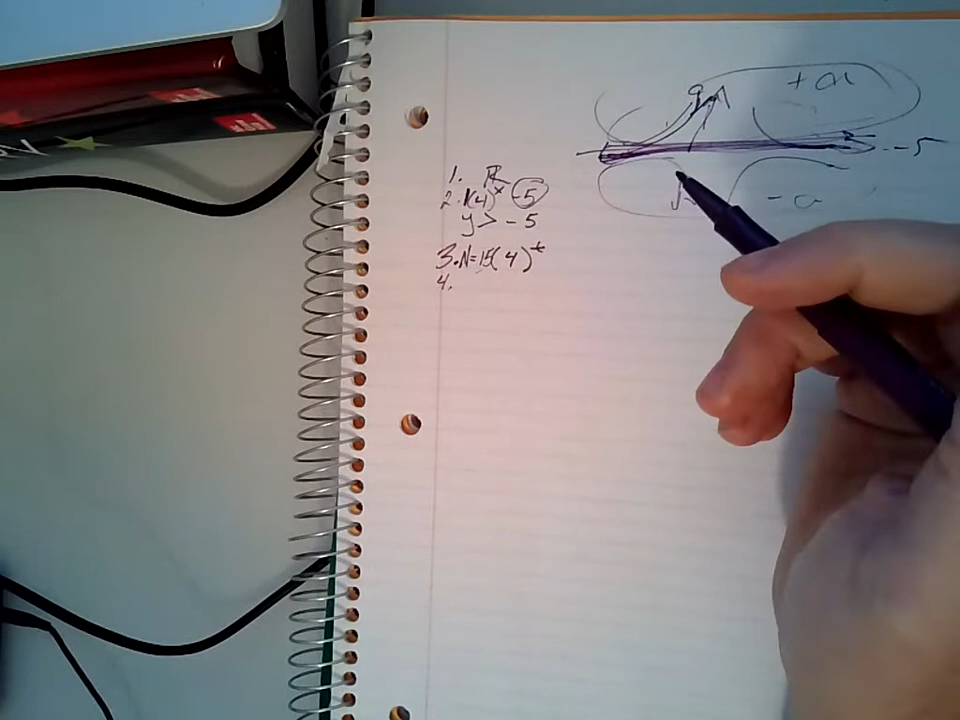 1. ℝ
2. 1(4)ˣ -5
y > -5
3. N=15(4)ᵗ
4.
+a
-5
-a